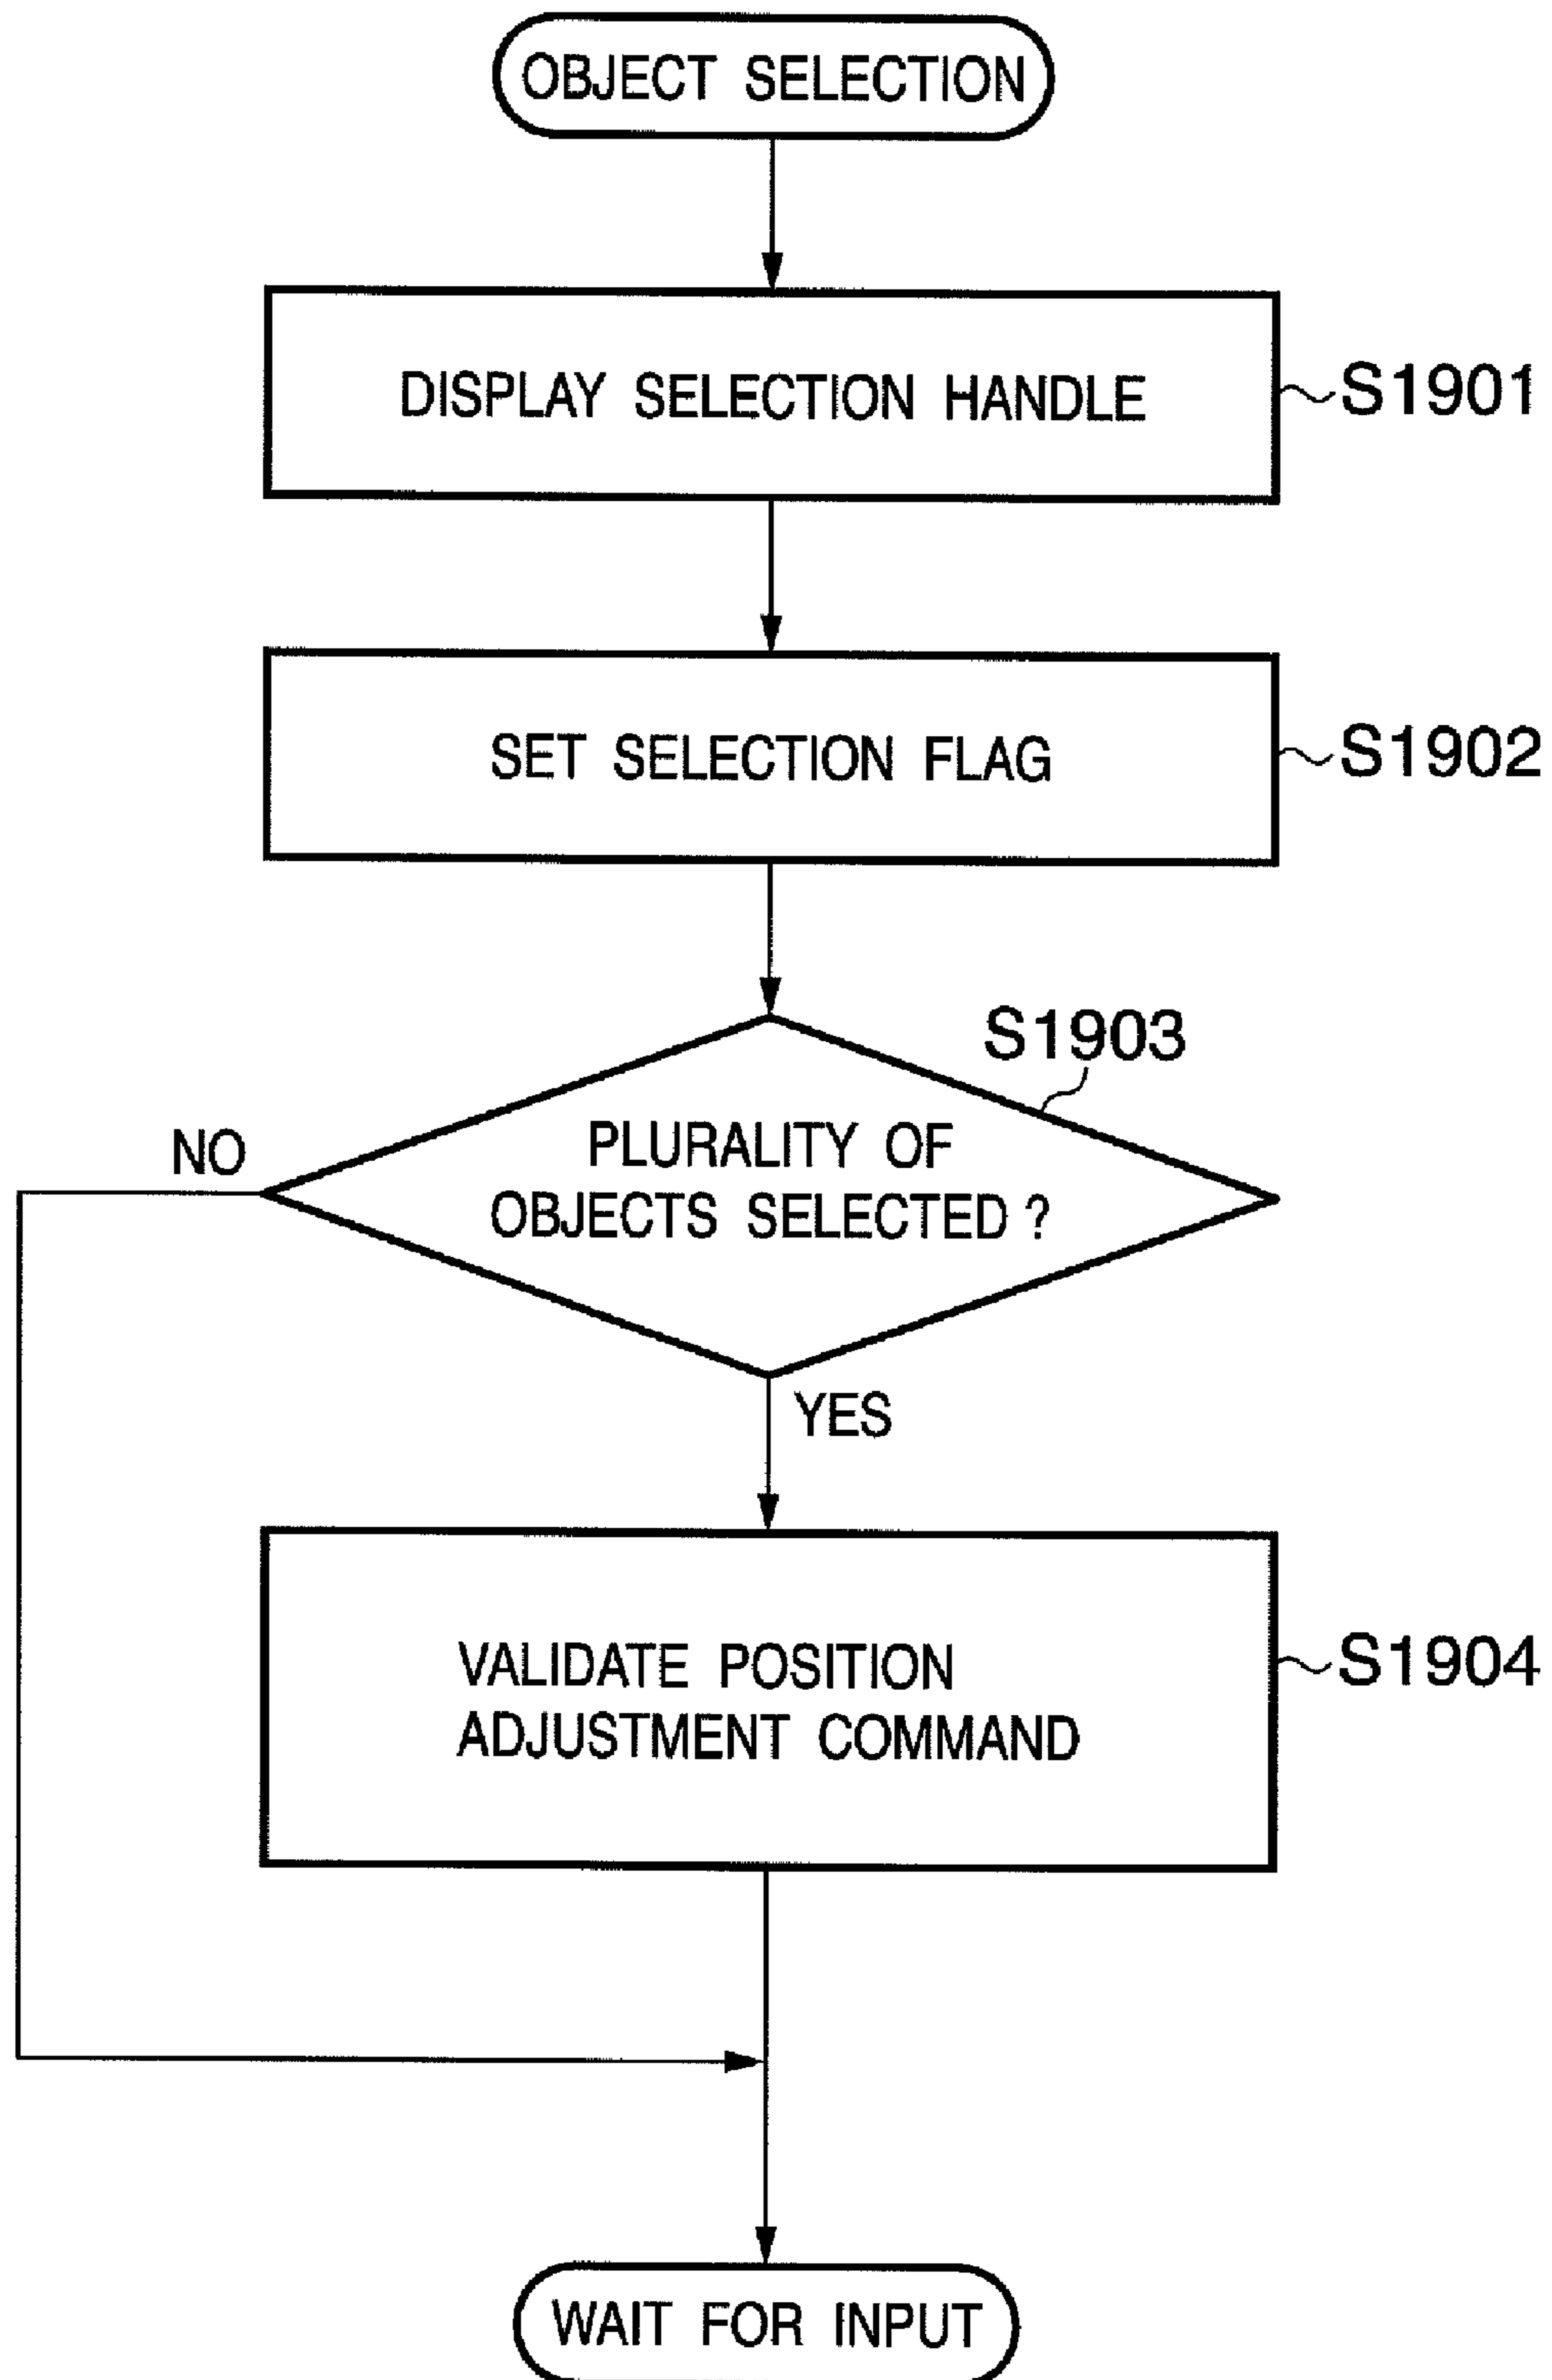 OBJECT SELECTION
DISPLAY SELECTION HANDLE
S1901
SET SELECTION FLAG
S1902
S1903
PLURALITY OF
OBJECTS SELECTED ?
NO
YES
VALIDATE POSITION
ADJUSTMENT COMMAND
S1904
WAIT FOR INPUT